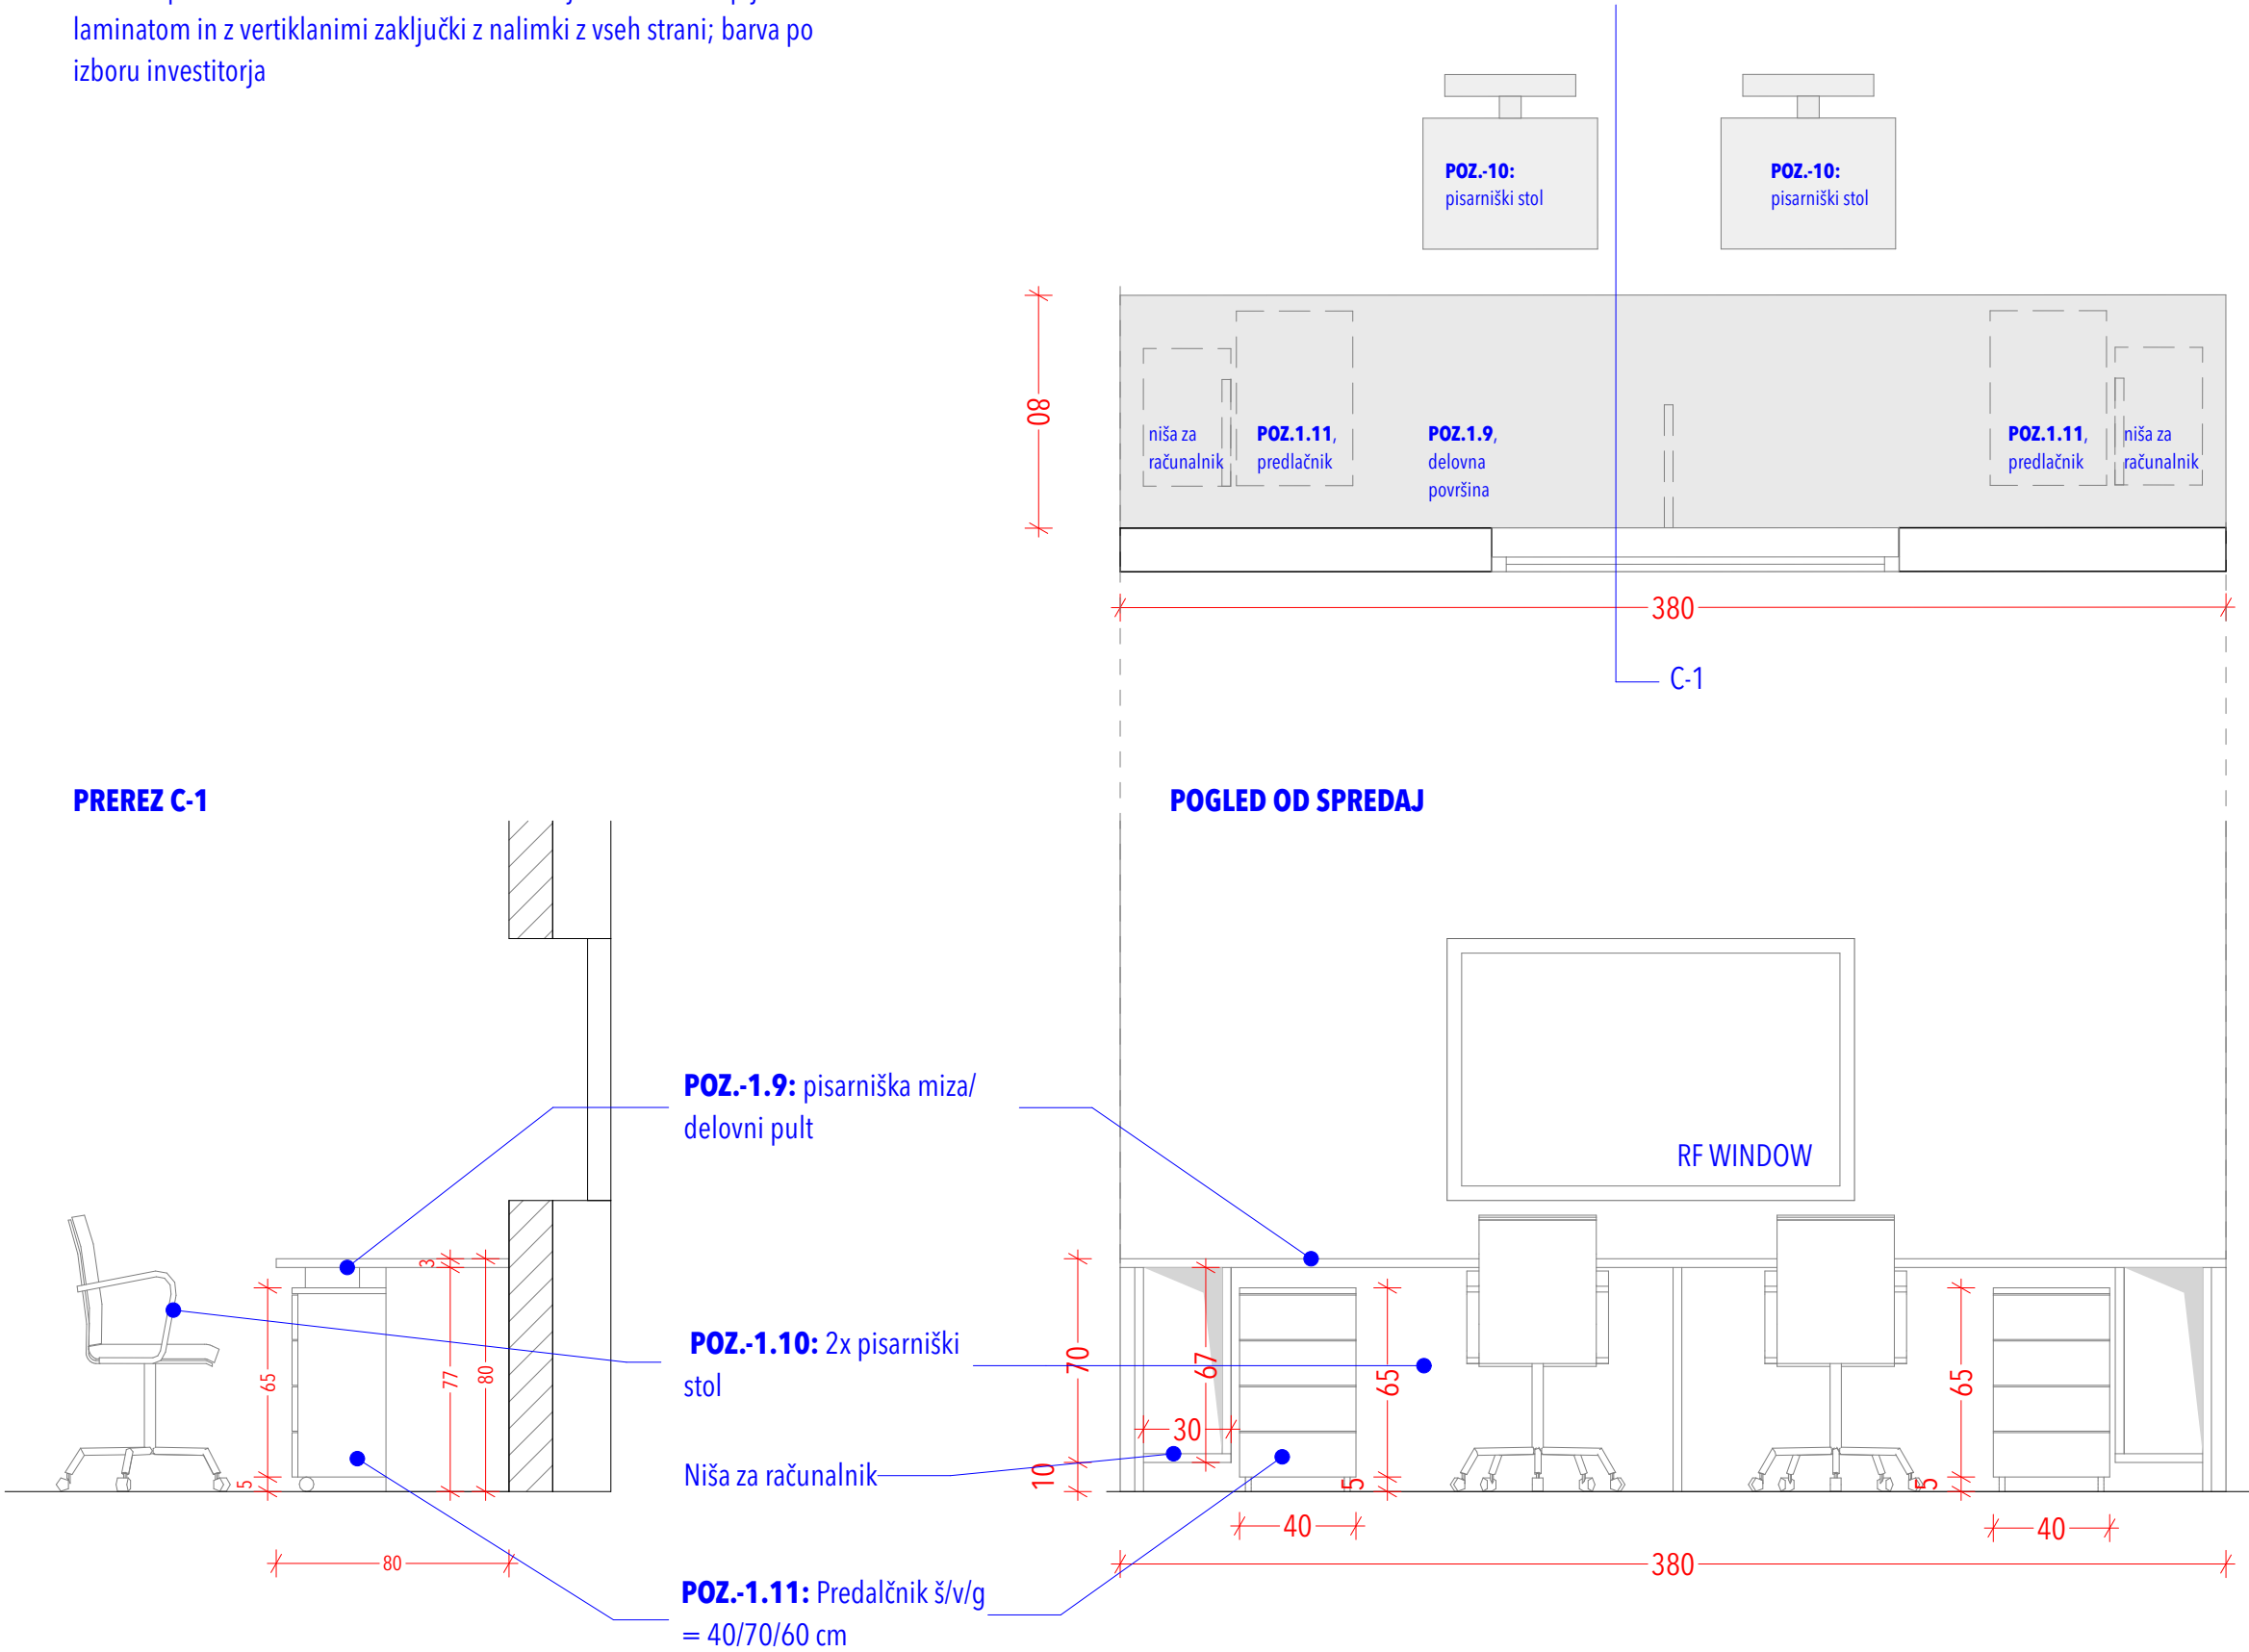 laminatom in z vertiklanimi zaključki z nalimki z vseh strani; barva po
izboru investitorja
POZ.-10:
pisarniški stol
POZ.-10:
pisarniški stol
80
niša za
računalnik
POZ.1.11,
predlačnik
POZ.1.9,
delovna
površina
POZ.1.11,
predlačnik
niša za
računalnik
380
C-1
PREREZ C-1
POGLED OD SPREDAJ
POZ.-1.9: pisarniška miza/
delovni pult
RF WINDOW
3
65
77
80
5
80
POZ.-1.10: 2x pisarniški
stol
Niša za računalnik
POZ.-1.11: Predalčnik š/v/g
= 40/70/60 cm
70
67
65
65
30
10
5
5
40
40
380